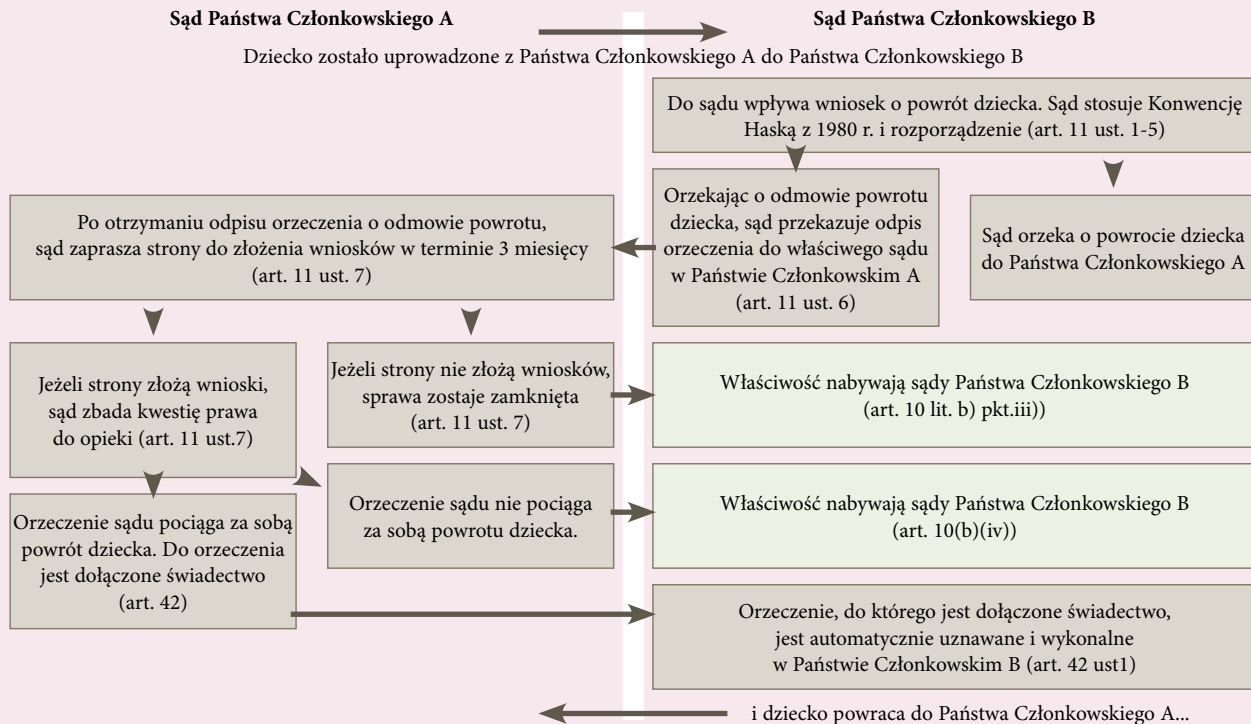 Sąd Państwa Członkowskiego A
Sąd Państwa Członkowskiego B
Dziecko zostało uprowadzone z Państwa Członkowskiego A do Państwa Członkowskiego B
Do sądu wpływa wniosek o powrót dziecka. Sąd stosuje Konwencję
Haską z 1980 r. i rozporządzenie (art. 11 ust. 1-5)
Orzekając o odmowie powrotu
dziecka, sąd przekazuje odpis
orzeczenia do właściwego sądu
w Państwie Członkowskim A
(art. 11 ust. 6)
Sąd orzeka o powrocie dziecka
do Państwa Członkowskiego A
Po otrzymaniu odpisu orzeczenia o odmowie powrotu,
sąd zaprasza strony do złożenia wniosków w terminie 3 miesięcy
(art. 11 ust. 7)
Jeżeli strony złożą wnioski,
sąd zbada kwestię prawa
do opieki (art. 11 ust.7)
Jeżeli strony nie złożą wniosków,
sprawa zostaje zamknięta
(art. 11 ust. 7)
Właściwość nabywają sądy Państwa Członkowskiego B
(art. 10 lit. b) pkt.iii))
Orzeczenie sądu pociąga za sobą
powrót dziecka. Do orzeczenia
jest dołączone świadectwo
(art. 42)
Orzeczenie sądu nie pociąga
za sobą powrotu dziecka.
Właściwość nabywają sądy Państwa Członkowskiego B
(art. 10(b)(iv))
Orzeczenie, do którego jest dołączone świadectwo,
jest automatycznie uznawane i wykonalne
w Państwie Członkowskim B (art. 42 ust1)
i dziecko powraca do Państwa Członkowskiego A...